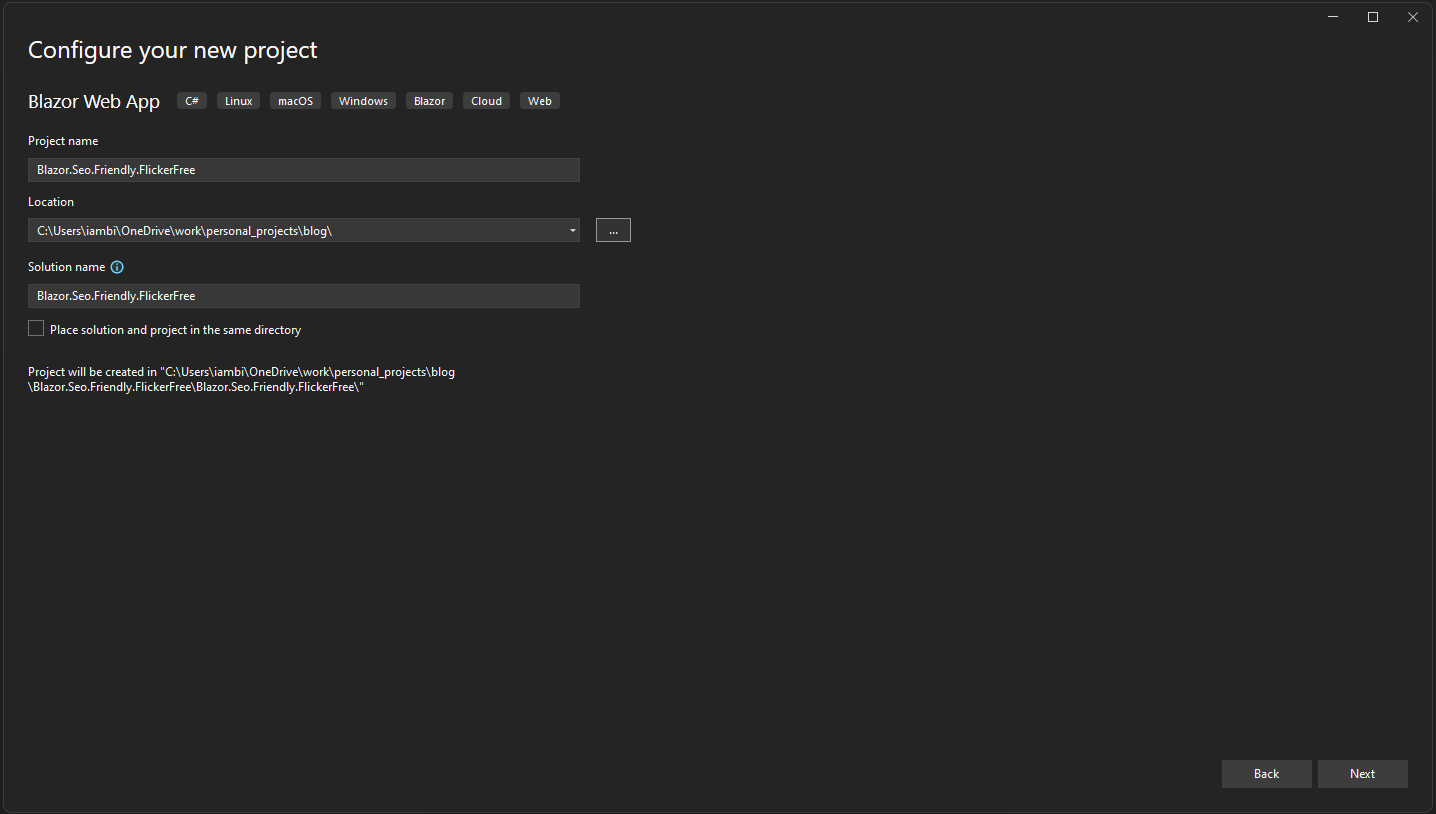 Configure your new project
Blazor Web App C# Linux macOS Windows Blazor Cloud Web
Project name
Blazor.Seo.Friendly.FlickerFree
Location
C:\Users\iambi\OneDrive\work\personal_projects\blog\ ...
Solution name
Blazor.Seo.Friendly.FlickerFree
Place solution and project in the same directory
Project will be created in "C:\Users\iambi\OneDrive\work\personal_projects\blog
\Blazor.Seo.Friendly.FlickerFree\Blazor.Seo.Friendly.FlickerFree\"
Back Next